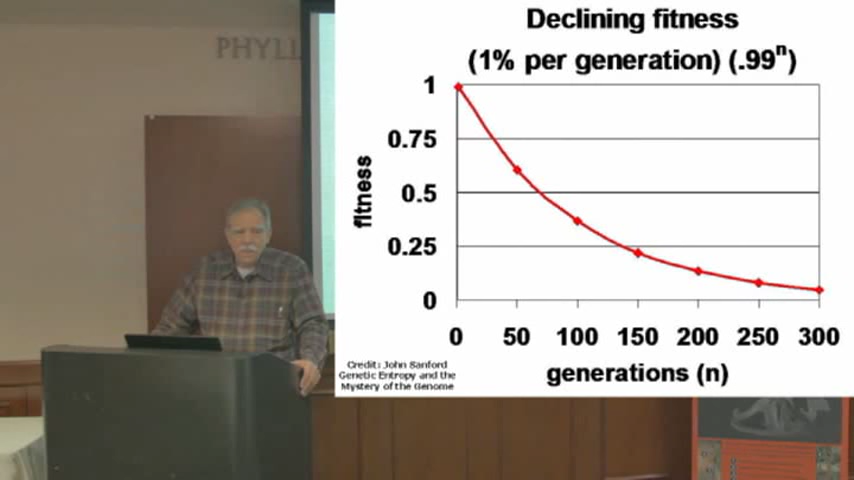 PHYLL
Declining fitness
(1% per generation) (.99ⁿ)
1
0.75
0.5
0.25
0
fitness
0 50 100 150 200 250 300
generations (n)
Credit: John Sanford
Genetic Entropy and the
Mystery of the Genome